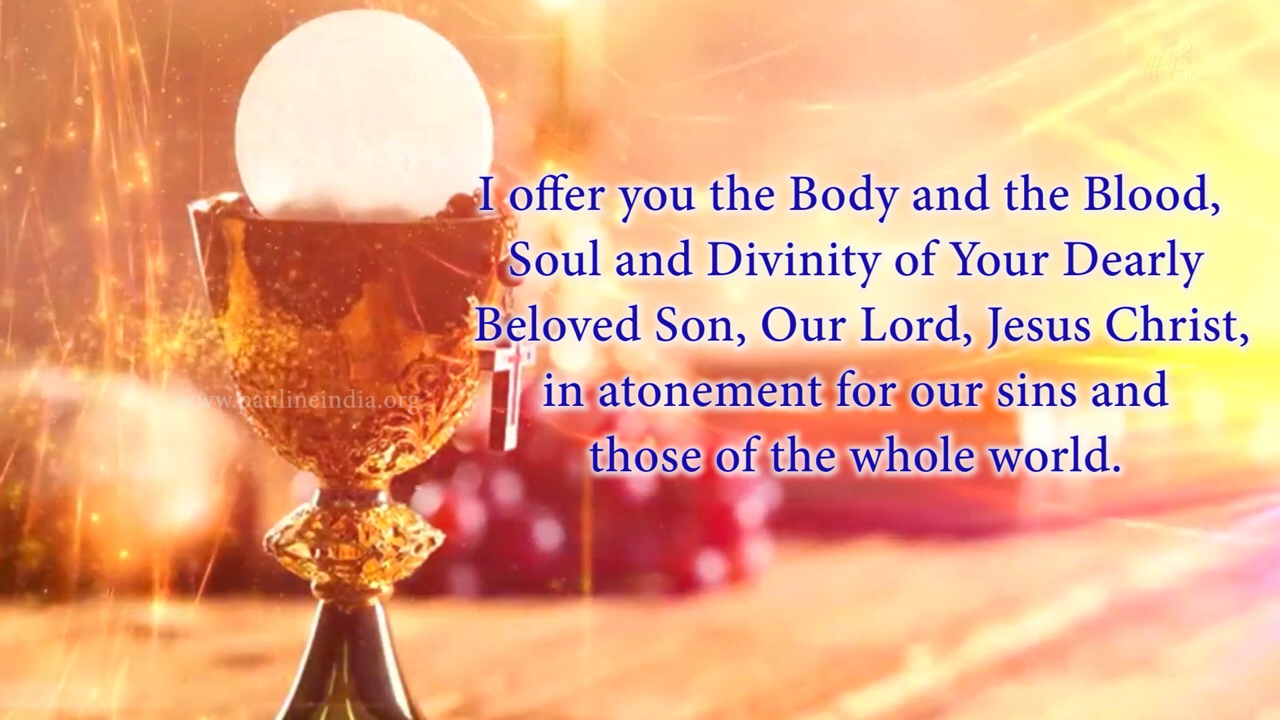 I offer you the Body and the Blood,
Soul and Divinity of Your Dearly
Beloved Son, Our Lord, Jesus Christ,
in atonement for our sins and
those of the whole world.
www.paulineindia.org